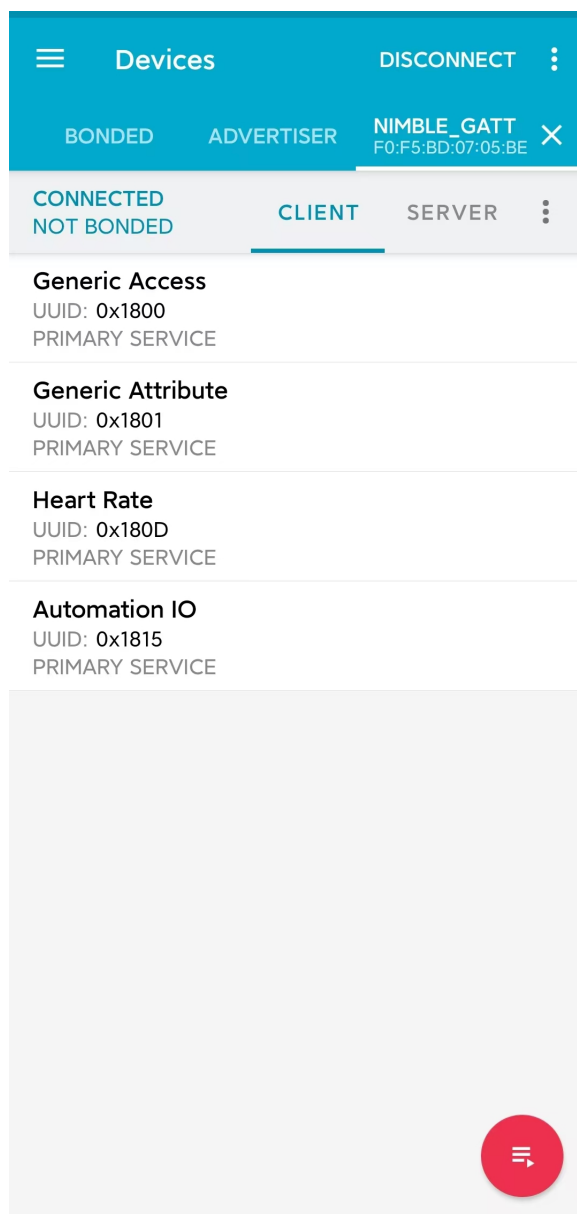 Devices
DISCONNECT
BONDED
ADVERTISER
NIMBLE_GATT
F0:F5:BD:07:05:BE
CONNECTED
NOT BONDED
CLIENT
SERVER
Generic Access
UUID: 0x1800
PRIMARY SERVICE
Generic Attribute
UUID: 0x1801
PRIMARY SERVICE
Heart Rate
UUID: 0x180D
PRIMARY SERVICE
Automation IO
UUID: 0x1815
PRIMARY SERVICE